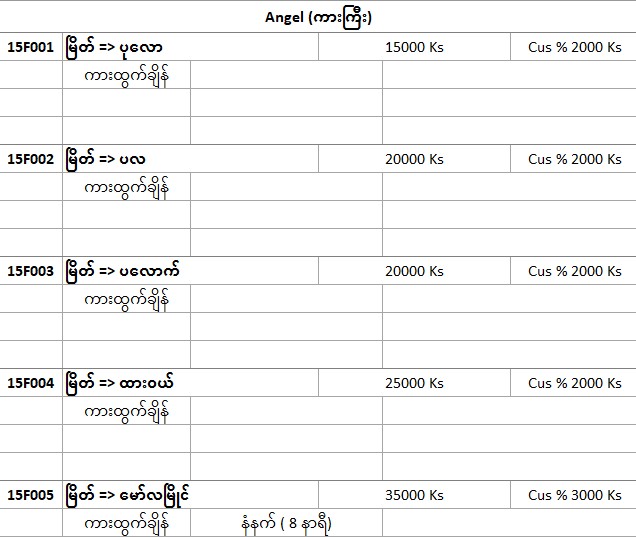 Angel (ကားကြီး)
15F001 မြိတ် => ပုလော 15000 Ks Cus % 2000 Ks
ကားထွက်ချိန်
15F002 မြိတ် => ပလ 20000 Ks Cus % 2000 Ks
ကားထွက်ချိန်
15F003 မြိတ် => ပလောက် 20000 Ks Cus % 2000 Ks
ကားထွက်ချိန်
15F004 မြိတ် => ထားဝယ် 25000 Ks Cus % 2000 Ks
ကားထွက်ချိန်
15F005 မြိတ် => မော်လမြိုင် 35000 Ks Cus % 3000 Ks
ကားထွက်ချိန် နံနက် ( 8 နာရီ)